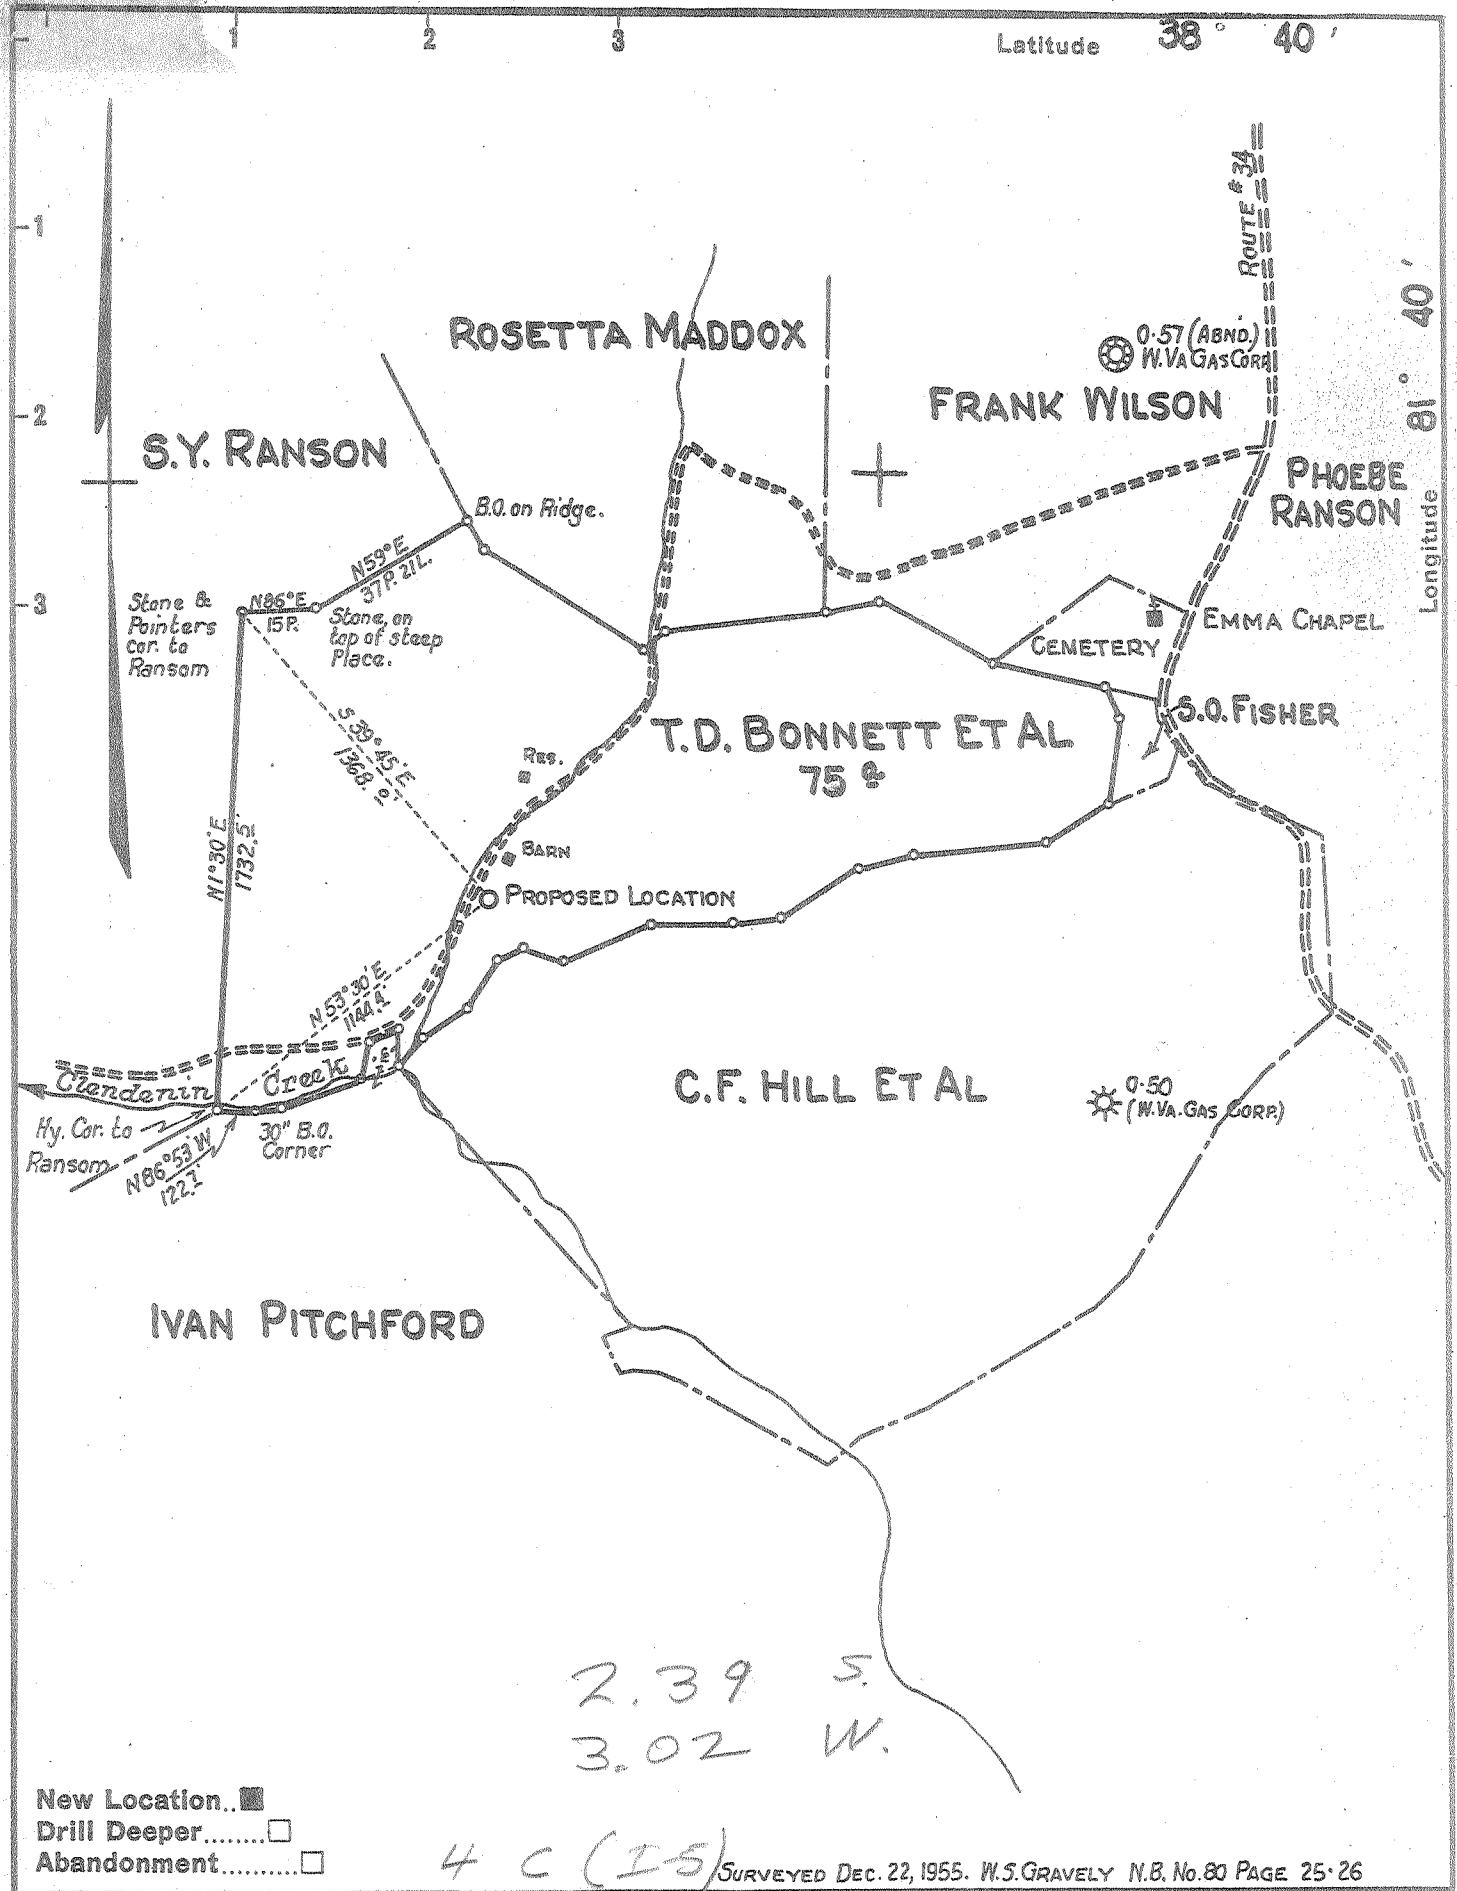 1 2 3
Latitude 38° 40'
1
2
3
Longitude 81° 40'
ROUTE #34
ROSETTA MADDOX
0-57 (ABND.)
W.VA GAS CORP.
FRANK WILSON
S.Y. RANSON
PHOEBE
RANSON
B.O. on Ridge.
N59°E
37P. 21L.
N86°E
15P.
Stone &
Pointers
cor. to
Ransom
Stone, on
top of steep
Place.
EMMA CHAPEL
CEMETERY
S.O. FISHER
T.D. BONNETT ET AL
75 a
S 39° 45' E
1368.0'
RES.
BARN
N1°30'E
1732.5'
PROPOSED LOCATION
N 53°30'E
1144.4'
Clendenin Creek
C.F. HILL ET AL
0-50
(W.VA. GAS CORP.)
Hy. Cor. to
Ransom
30" B.O.
Corner
N86°53'W
122.7'
IVAN PITCHFORD
2.39 S.
3.02 W.
New Location..■
Drill Deeper........□
Abandonment..........□
4 C (I-5)
SURVEYED DEC. 22, 1955. W.S. GRAVELY N.B. No. 80 PAGE 25-26